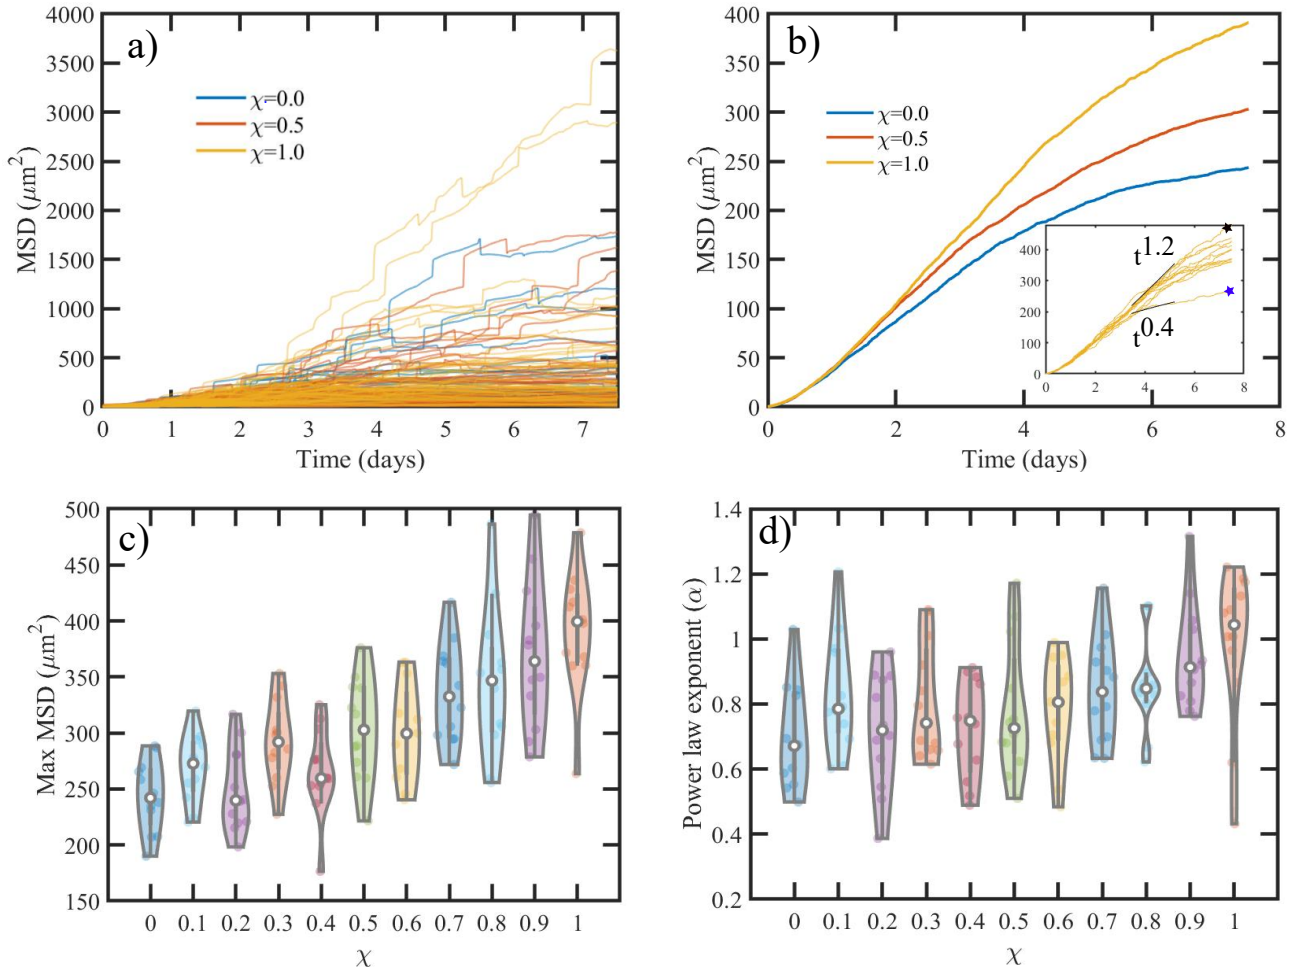 a)
4000
3500
3000
2500
2000
1500
1000
500
0
MSD (μm²)
χ=0.0
χ=0.5
χ=1.0
0 1 2 3 4 5 6 7
Time (days)
b)
400
350
300
250
200
150
100
50
0
MSD (μm²)
χ=0.0
χ=0.5
χ=1.0
t^1.2
t^0.4
400
300
200
100
0
0 2 4 6 8
0 2 4 6 8
Time (days)
c)
500
450
400
350
300
250
200
150
Max MSD (μm²)
0 0.1 0.2 0.3 0.4 0.5 0.6 0.7 0.8 0.9 1
χ
d)
1.4
1.2
1
0.8
0.6
0.4
0.2
Power law exponent (α)
0 0.1 0.2 0.3 0.4 0.5 0.6 0.7 0.8 0.9 1
χ